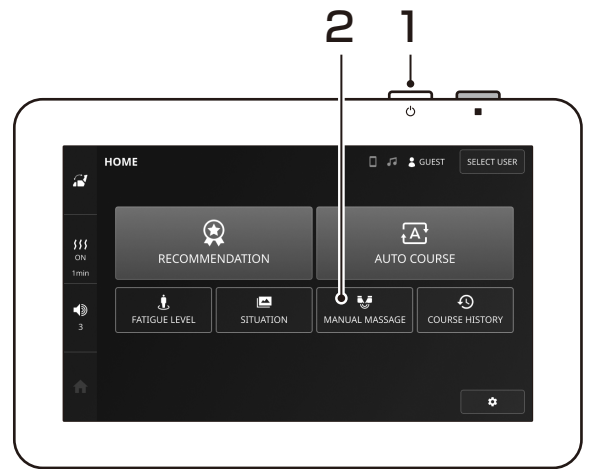 2 1
HOME
GUEST
SELECT USER
ON
1min
3
RECOMMENDATION
A
AUTO COURSE
FATIGUE LEVEL
SITUATION
MANUAL MASSAGE
COURSE HISTORY